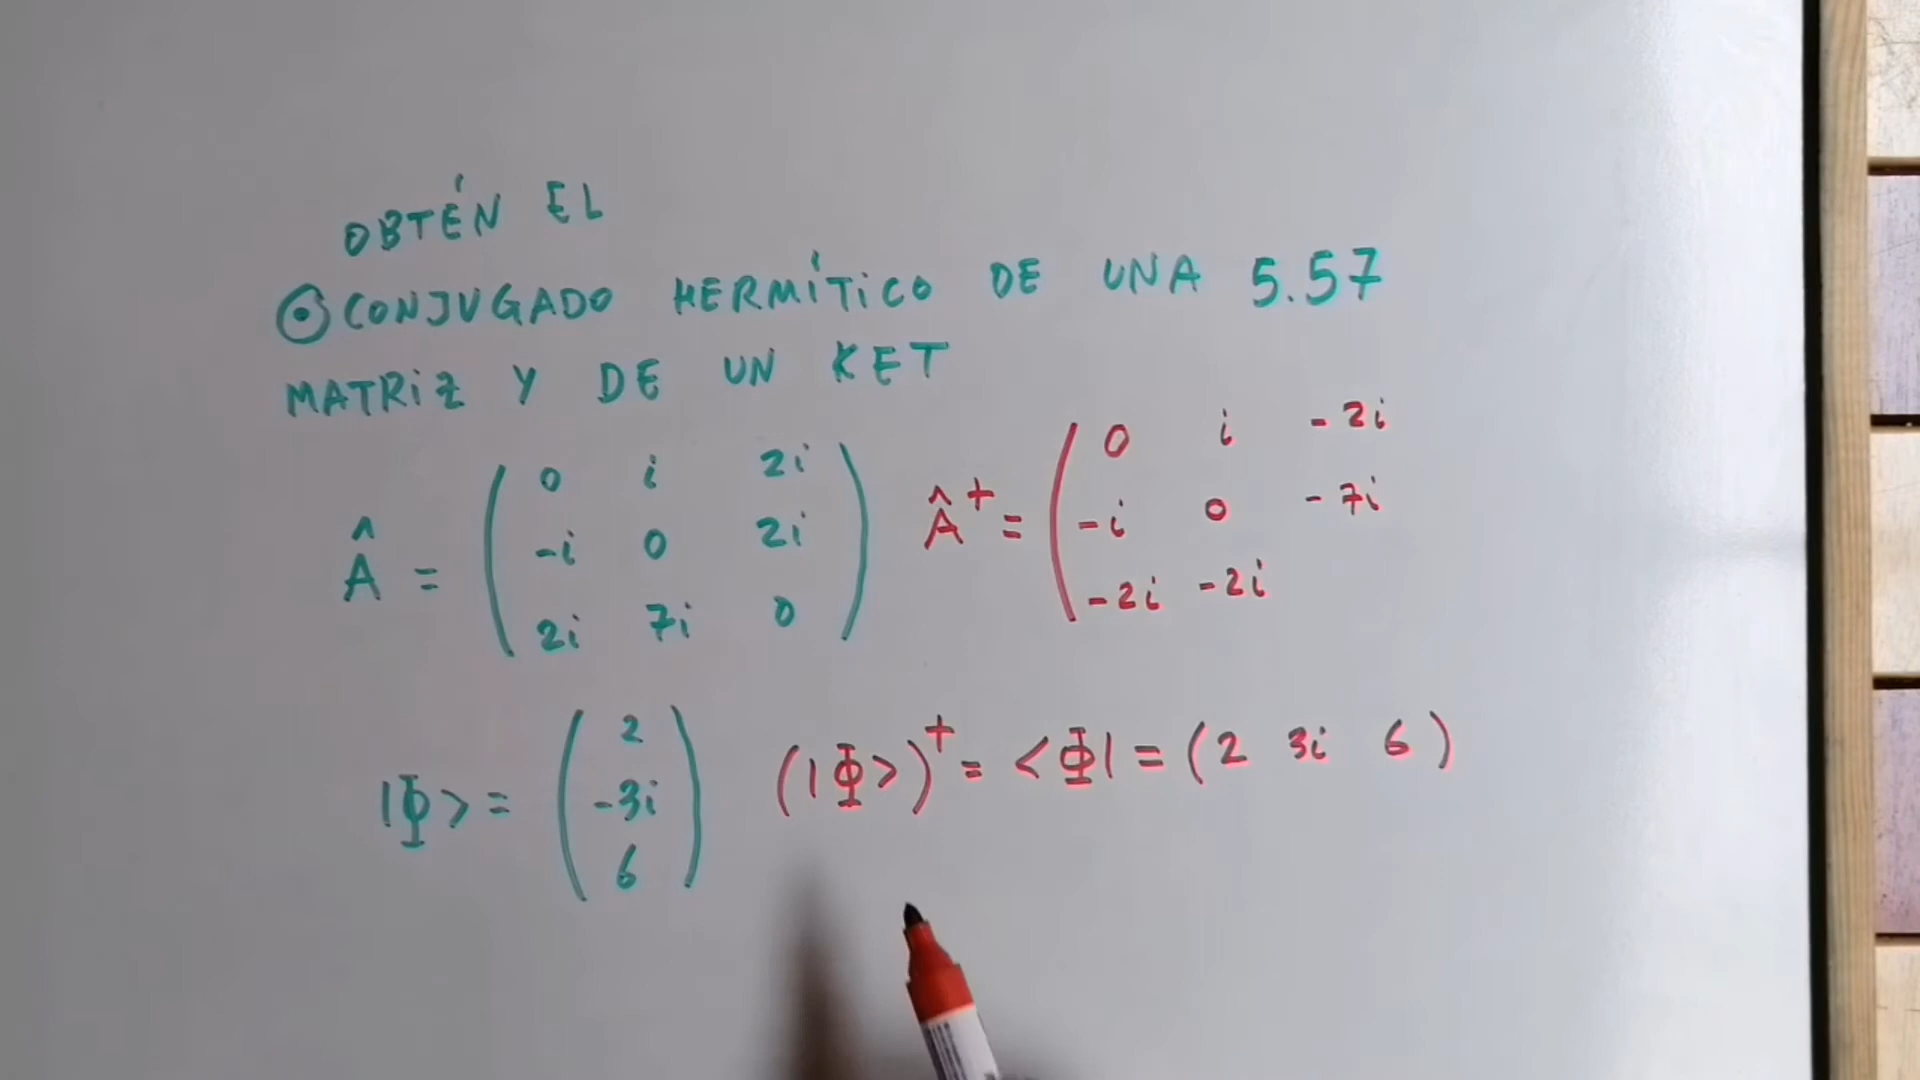 OBTÉN EL
⊙ CONJUGADO HERMÍTICO DE UNA 5.57
MATRIZ Y DE UN KET
Â = ( 0 i 2i
-i 0 2i
2i 7i 0 )
Â+ = ( 0 i -2i
-i 0 -7i
-2i -2i
|Φ> = ( 2
-3i
6 )
(|Φ>)+ = <Φ| = (2 3i 6)